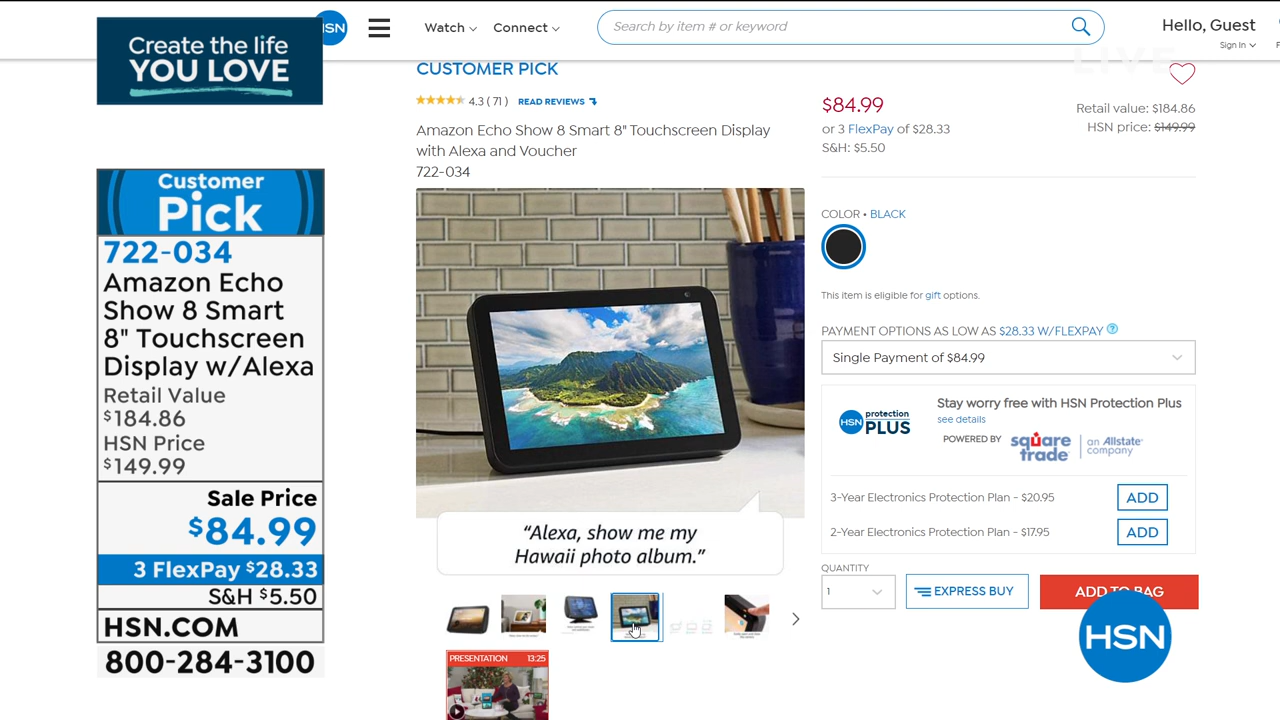 Create the life
YOU LOVE
HSN
Watch
Connect
Search by item # or keyword
Hello, Guest
Sign In
LIVE
Customer
Pick
722-034
Amazon Echo
Show 8 Smart
8" Touchscreen
Display w/Alexa
Retail Value
$184.86
HSN Price
$149.99
Sale Price
$84.99
3 FlexPay $28.33
S&H $5.50
HSN.COM
800-284-3100
CUSTOMER PICK
4.3 ( 71 ) READ REVIEWS
Amazon Echo Show 8 Smart 8" Touchscreen Display
with Alexa and Voucher
722-034
"Alexa, show me my
Hawaii photo album."
PRESENTATION 13:25
$84.99
or 3 FlexPay of $28.33
S&H: $5.50
Retail value: $184.86
HSN price: $149.99
COLOR • BLACK
This item is eligible for gift options.
PAYMENT OPTIONS AS LOW AS $28.33 W/FLEXPAY ?
Single Payment of $84.99
HSN protection PLUS
Stay worry free with HSN Protection Plus
see details
POWERED BY square trade | an Allstate company
3-Year Electronics Protection Plan - $20.95 ADD
2-Year Electronics Protection Plan - $17.95 ADD
QUANTITY
1
EXPRESS BUY
ADD TO BAG
HSN